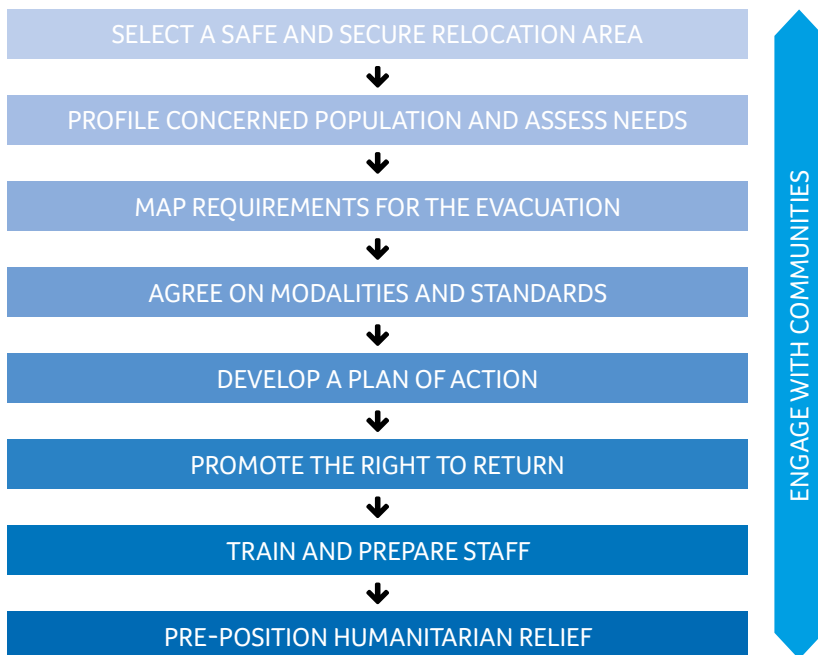 SELECT A SAFE AND SECURE RELOCATION AREA
PROFILE CONCERNED POPULATION AND ASSESS NEEDS
MAP REQUIREMENTS FOR THE EVACUATION
AGREE ON MODALITIES AND STANDARDS
DEVELOP A PLAN OF ACTION
PROMOTE THE RIGHT TO RETURN
TRAIN AND PREPARE STAFF
PRE-POSITION HUMANITARIAN RELIEF
ENGAGE WITH COMMUNITIES